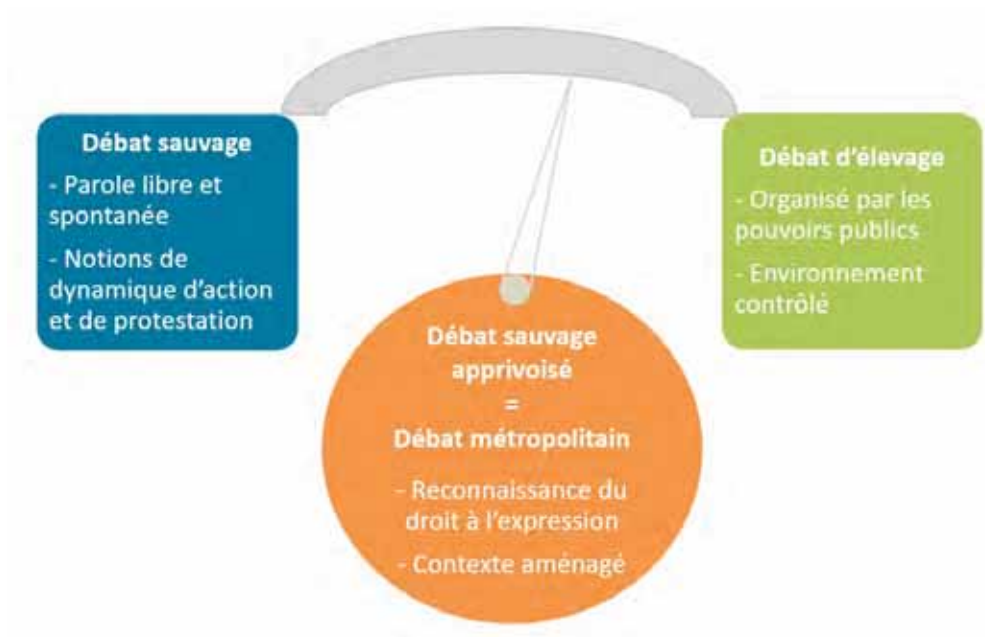 Débat sauvage
- Parole libre et
spontanée
- Notions de
dynamique d'action
et de protestation
Débat sauvage
apprivoisé
=
Débat métropolitain
- Reconnaissance du
droit à l'expression
- Contexte aménagé
Débat d'élevage
- Organisé par les
pouvoirs publics
- Environnement
contrôlé